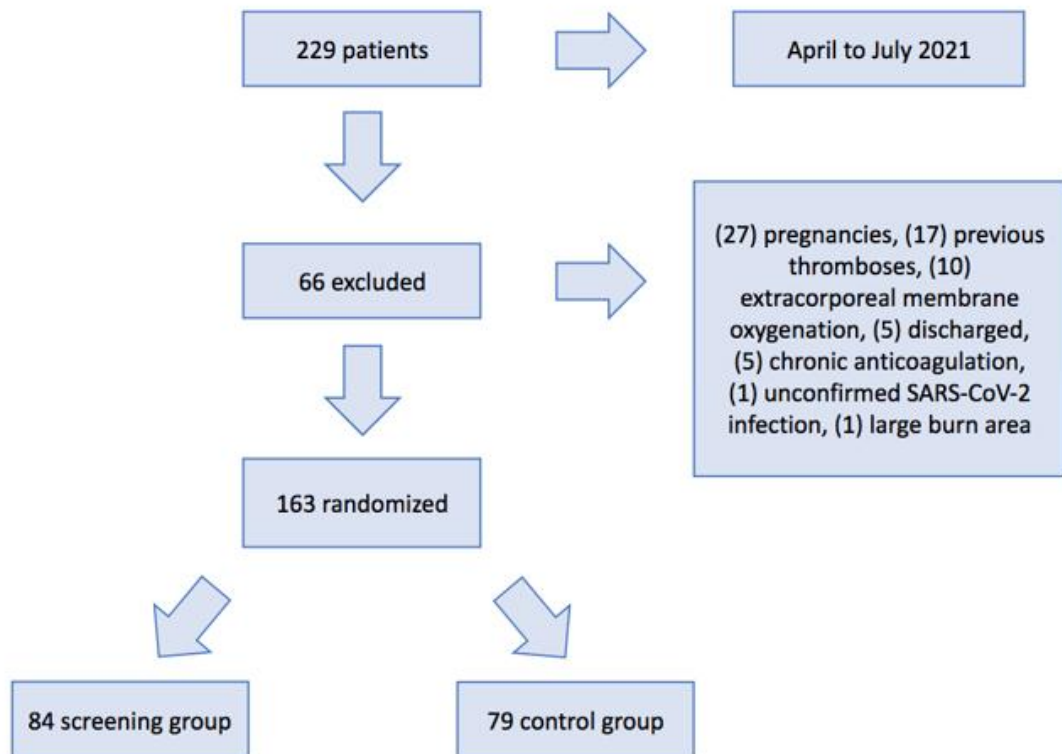 229 patients
April to July 2021
66 excluded
(27) pregnancies, (17) previous
thromboses, (10)
extracorporeal membrane
oxygenation, (5) discharged,
(5) chronic anticoagulation,
(1) unconfirmed SARS-CoV-2
infection, (1) large burn area
163 randomized
84 screening group
79 control group